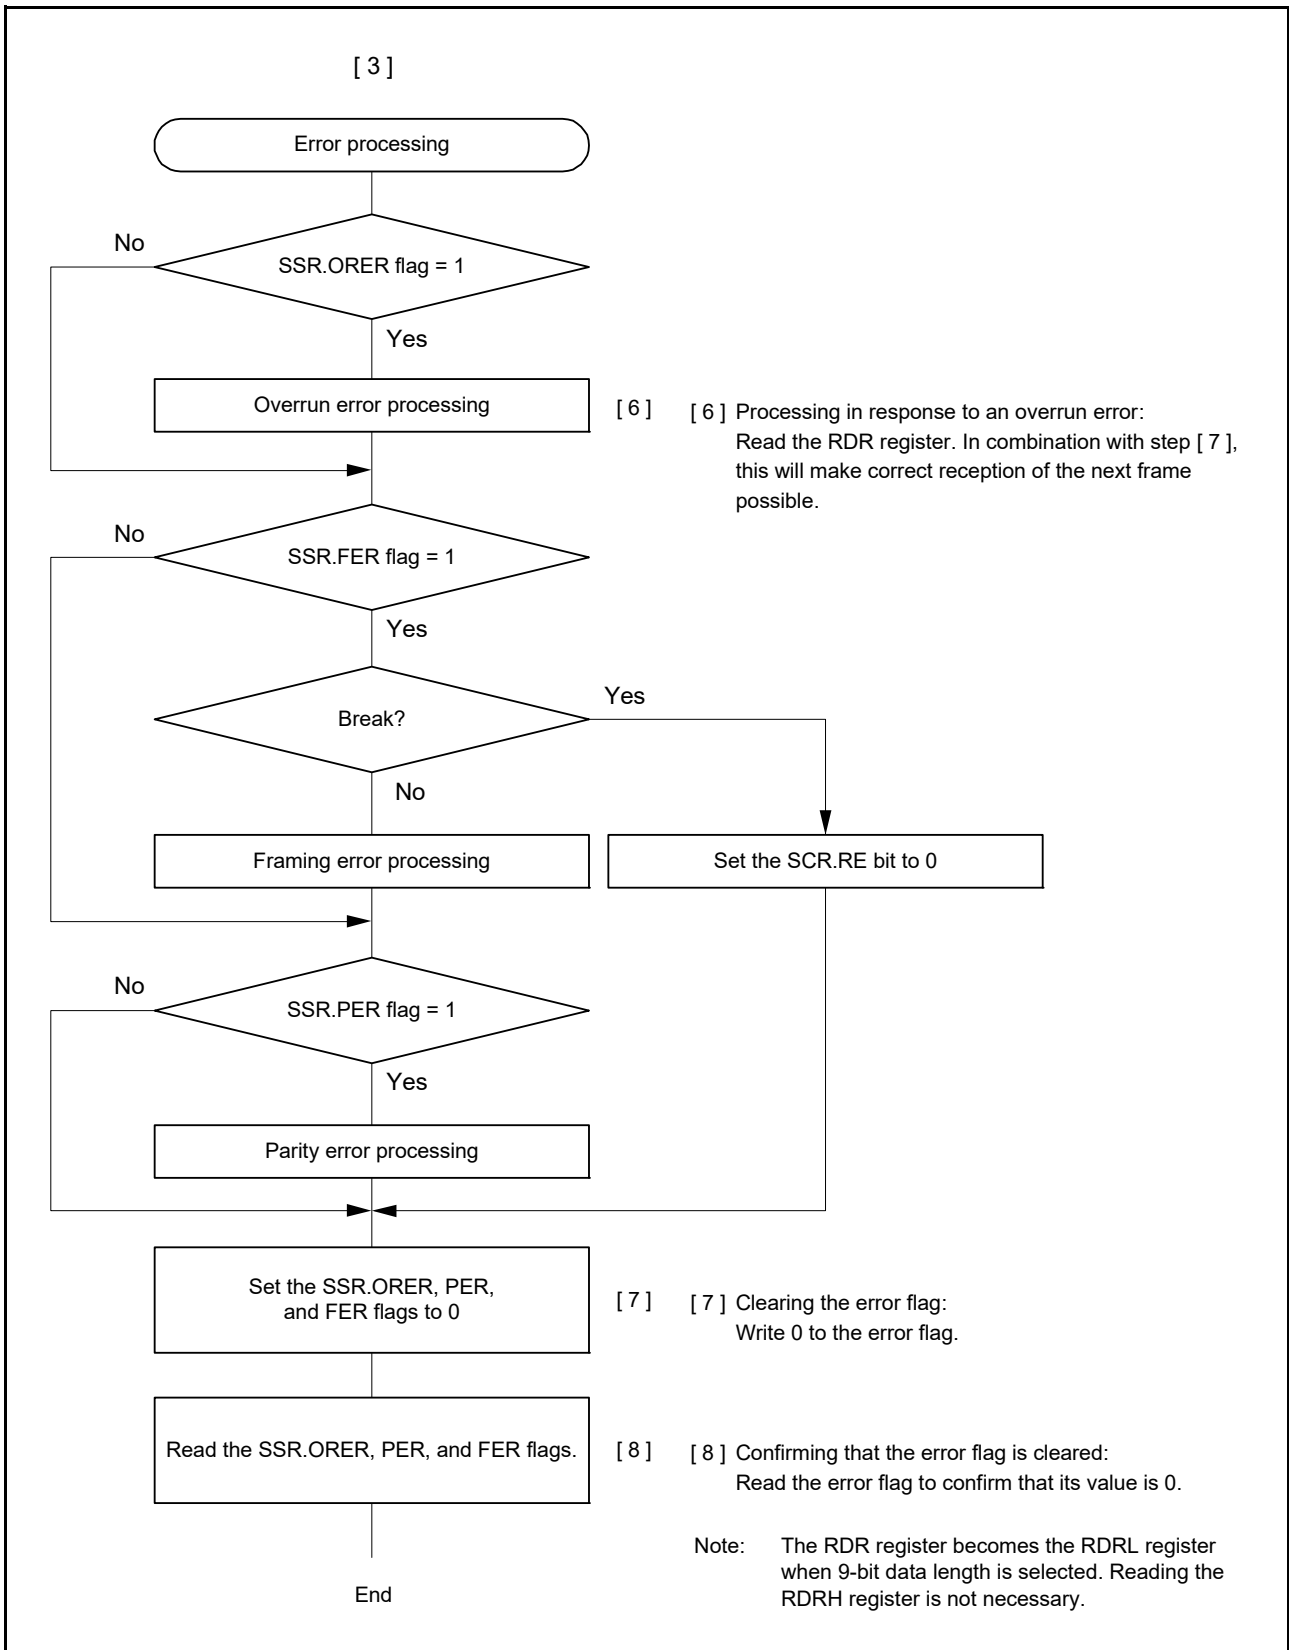 [ 3 ]
Error processing
No
SSR.ORER flag = 1
Yes
Overrun error processing
[ 6 ]
[ 6 ] Processing in response to an overrun error:
Read the RDR register. In combination with step [ 7 ],
this will make correct reception of the next frame
possible.
No
SSR.FER flag = 1
Yes
Break?
Yes
No
Framing error processing
Set the SCR.RE bit to 0
No
SSR.PER flag = 1
Yes
Parity error processing
Set the SSR.ORER, PER,
and FER flags to 0
[ 7 ]
[ 7 ] Clearing the error flag:
Write 0 to the error flag.
Read the SSR.ORER, PER, and FER flags.
[ 8 ]
[ 8 ] Confirming that the error flag is cleared:
Read the error flag to confirm that its value is 0.
Note: The RDR register becomes the RDRL register
when 9-bit data length is selected. Reading the
RDRH register is not necessary.
End